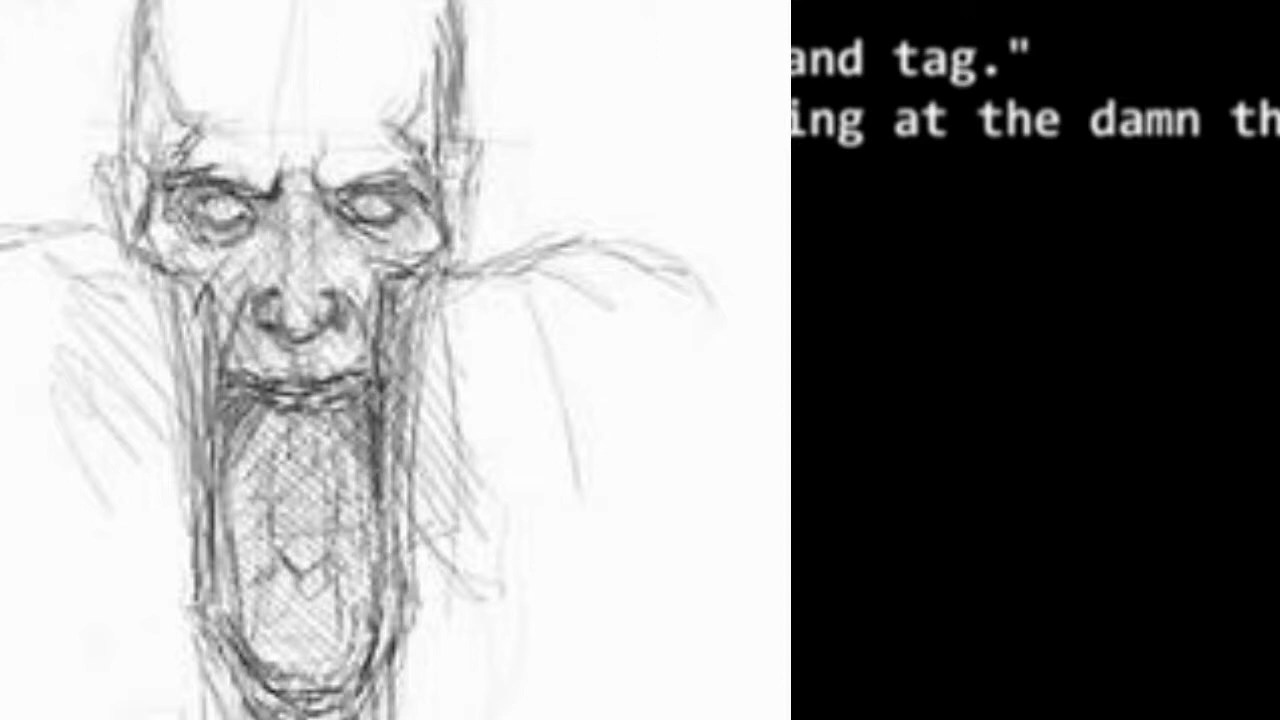 and tag."
ing at the damn th